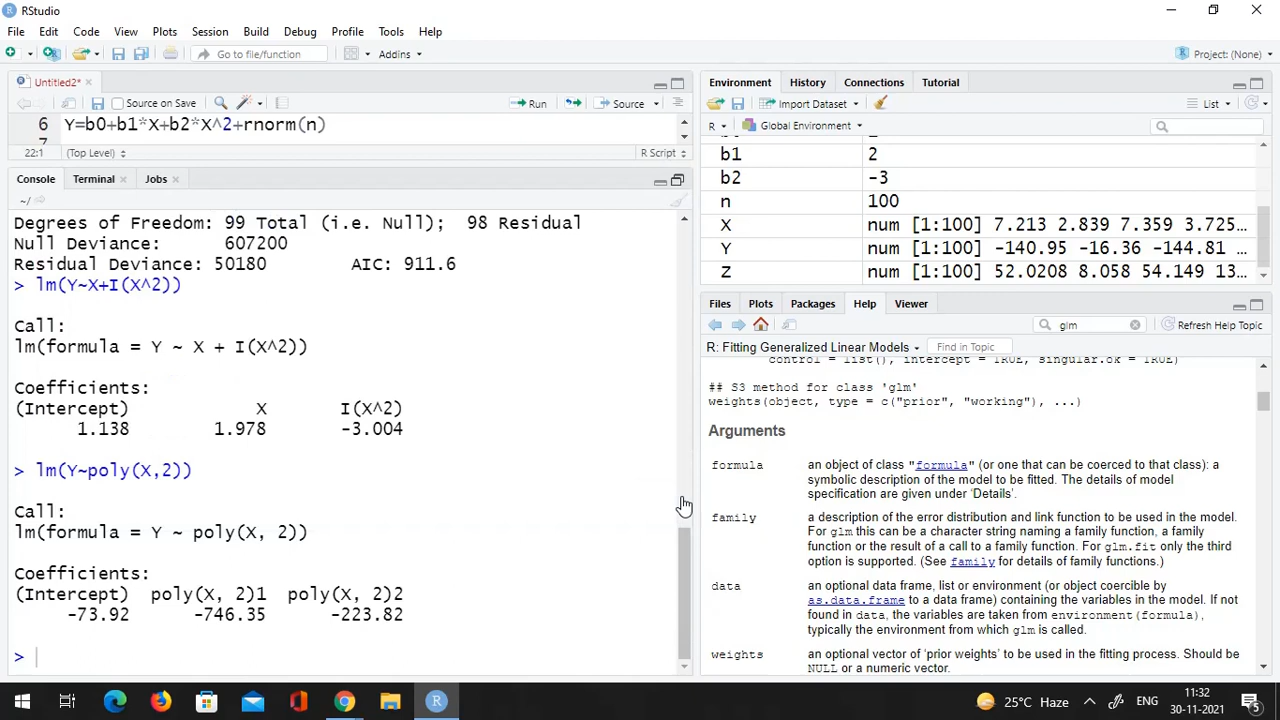 RStudio
File Edit Code View Plots Session Build Debug Profile Tools Help
Go to file/function Addins Project: (None)
Untitled2*
Source on Save Run Source
6 Y=b0+b1*X+b2*X^2+rnorm(n)
22:1 (Top Level) R Script
Console Terminal Jobs
~/
Degrees of Freedom: 99 Total (i.e. Null);  98 Residual
Null Deviance:      607200
Residual Deviance: 50180        AIC: 911.6
> lm(Y~X+I(X^2))
Call:
lm(formula = Y ~ X + I(X^2))
Coefficients:
(Intercept)            X       I(X^2)
1.138        1.978       -3.004
> lm(Y~poly(X,2))
Call:
lm(formula = Y ~ poly(X, 2))
Coefficients:
(Intercept)  poly(X, 2)1  poly(X, 2)2
-73.92      -746.35      -223.82
>
Environment History Connections Tutorial
Import Dataset List
R Global Environment
b1 2
b2 -3
n 100
X num [1:100] 7.213 2.839 7.359 3.725…
Y num [1:100] -140.95 -16.36 -144.81 …
Z num [1:100] 52.0208 8.058 54.149 13…
Files Plots Packages Help Viewer
glm Refresh Help Topic
R: Fitting Generalized Linear Models Find in Topic
control = list(), intercept = TRUE, singular.ok = TRUE)
## S3 method for class 'glm'
weights(object, type = c("prior", "working"), ...)
Arguments
formula an object of class "formula" (or one that can be coerced to that class): a
symbolic description of the model to be fitted. The details of model
specification are given under ‘Details’.
family a description of the error distribution and link function to be used in the model.
For glm this can be a character string naming a family function, a family
function or the result of a call to a family function. For glm.fit only the third
option is supported. (See family for details of family functions.)
data an optional data frame, list or environment (or object coercible by
as.data.frame to a data frame) containing the variables in the model. If not
found in data, the variables are taken from environment(formula),
typically the environment from which glm is called.
weights an optional vector of ‘prior weights’ to be used in the fitting process. Should be
NULL or a numeric vector.
25°C Haze ENG 11:32
30-11-2021 5